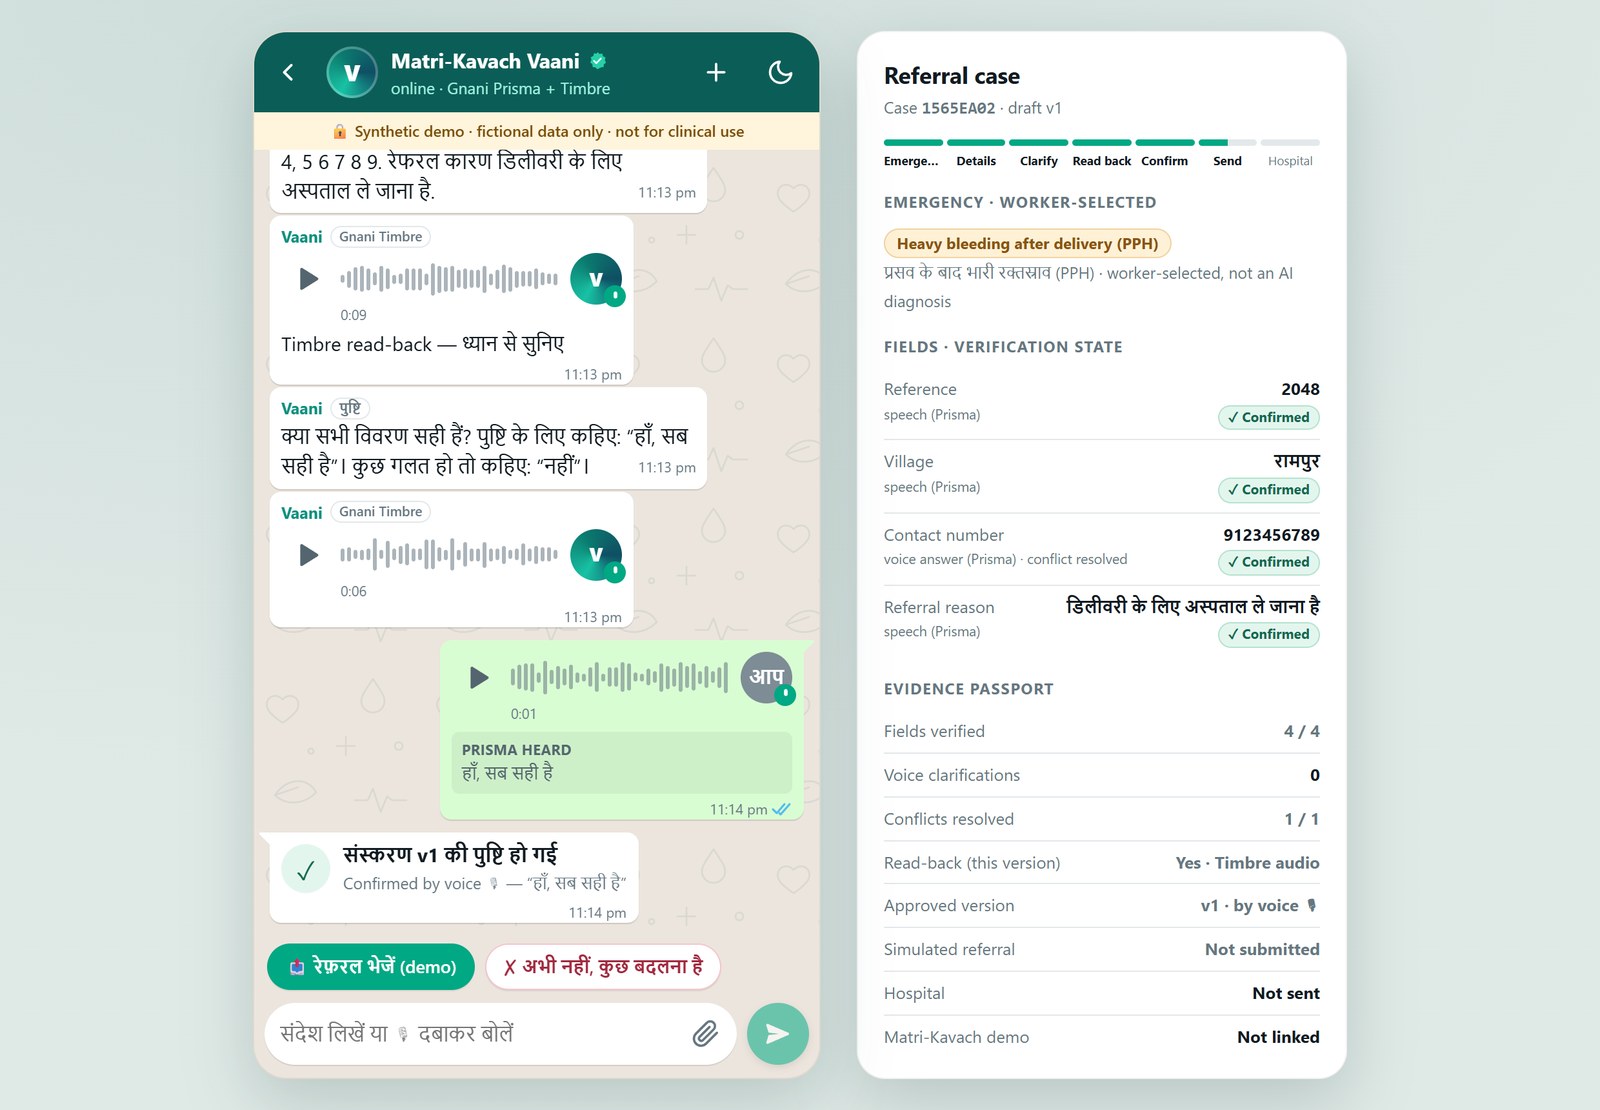 V
Matri-Kavach Vaani
online · Gnani Prisma + Timbre
🔒 Synthetic demo · fictional data only · not for clinical use
4, 5 6 7 8 9. रेफरल कारण डिलीवरी के लिए
अस्पताल ले जाना है.
11:13 pm
Vaani Gnani Timbre
V
0:09
Timbre read-back — ध्यान से सुनिए
11:13 pm
Vaani पुष्टि
क्या सभी विवरण सही हैं? पुष्टि के लिए कहिए: “हाँ, सब
सही है”। कुछ गलत हो तो कहिए: “नहीं”।
11:13 pm
Vaani Gnani Timbre
V
0:06
11:13 pm
आप
0:01
PRISMA HEARD
हाँ, सब सही है
11:14 pm
संस्करण v1 की पुष्टि हो गई
Confirmed by voice 🎙 — “हाँ, सब सही है”
11:14 pm
📤 रेफ़रल भेजें (demo)
✗ अभी नहीं, कुछ बदलना है
संदेश लिखें या 🎙 दबाकर बोलें
Referral case
Case 1565EA02 · draft v1
Emerge... Details Clarify Read back Confirm Send Hospital
EMERGENCY · WORKER-SELECTED
Heavy bleeding after delivery (PPH)
प्रसव के बाद भारी रक्तस्राव (PPH) · worker-selected, not an AI
diagnosis
FIELDS · VERIFICATION STATE
Reference 2048
speech (Prisma) ✓ Confirmed
Village रामपुर
speech (Prisma) ✓ Confirmed
Contact number 9123456789
voice answer (Prisma) · conflict resolved ✓ Confirmed
Referral reason डिलीवरी के लिए अस्पताल ले जाना है
speech (Prisma) ✓ Confirmed
EVIDENCE PASSPORT
Fields verified 4 / 4
Voice clarifications 0
Conflicts resolved 1 / 1
Read-back (this version) Yes · Timbre audio
Approved version v1 · by voice 🎙
Simulated referral Not submitted
Hospital Not sent
Matri-Kavach demo Not linked